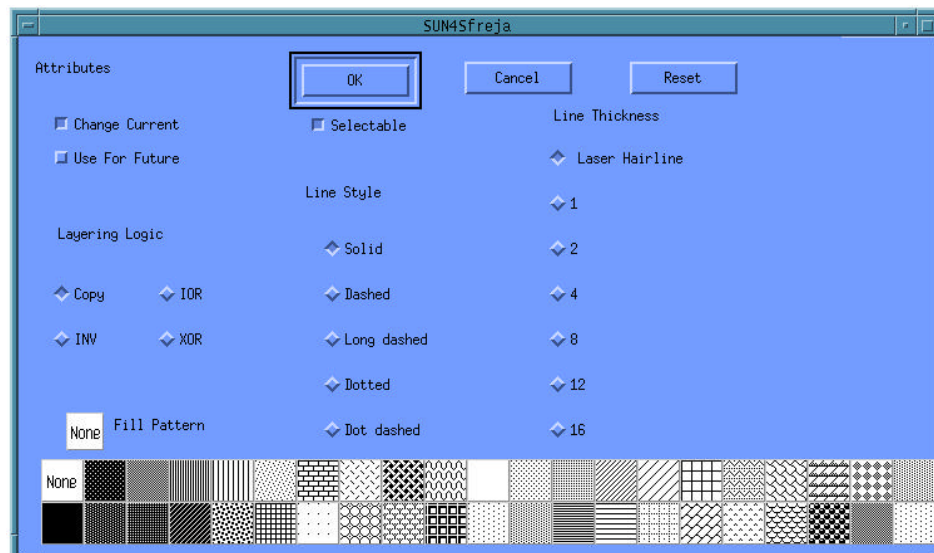 SUN4Sfreja
Attributes
OK
Cancel
Reset
Change Current
Use For Future
Selectable
Line Thickness
Laser Hairline
1
2
4
8
12
16
Line Style
Solid
Dashed
Long dashed
Dotted
Dot dashed
Layering Logic
Copy
IOR
INV
XOR
None
Fill Pattern
None